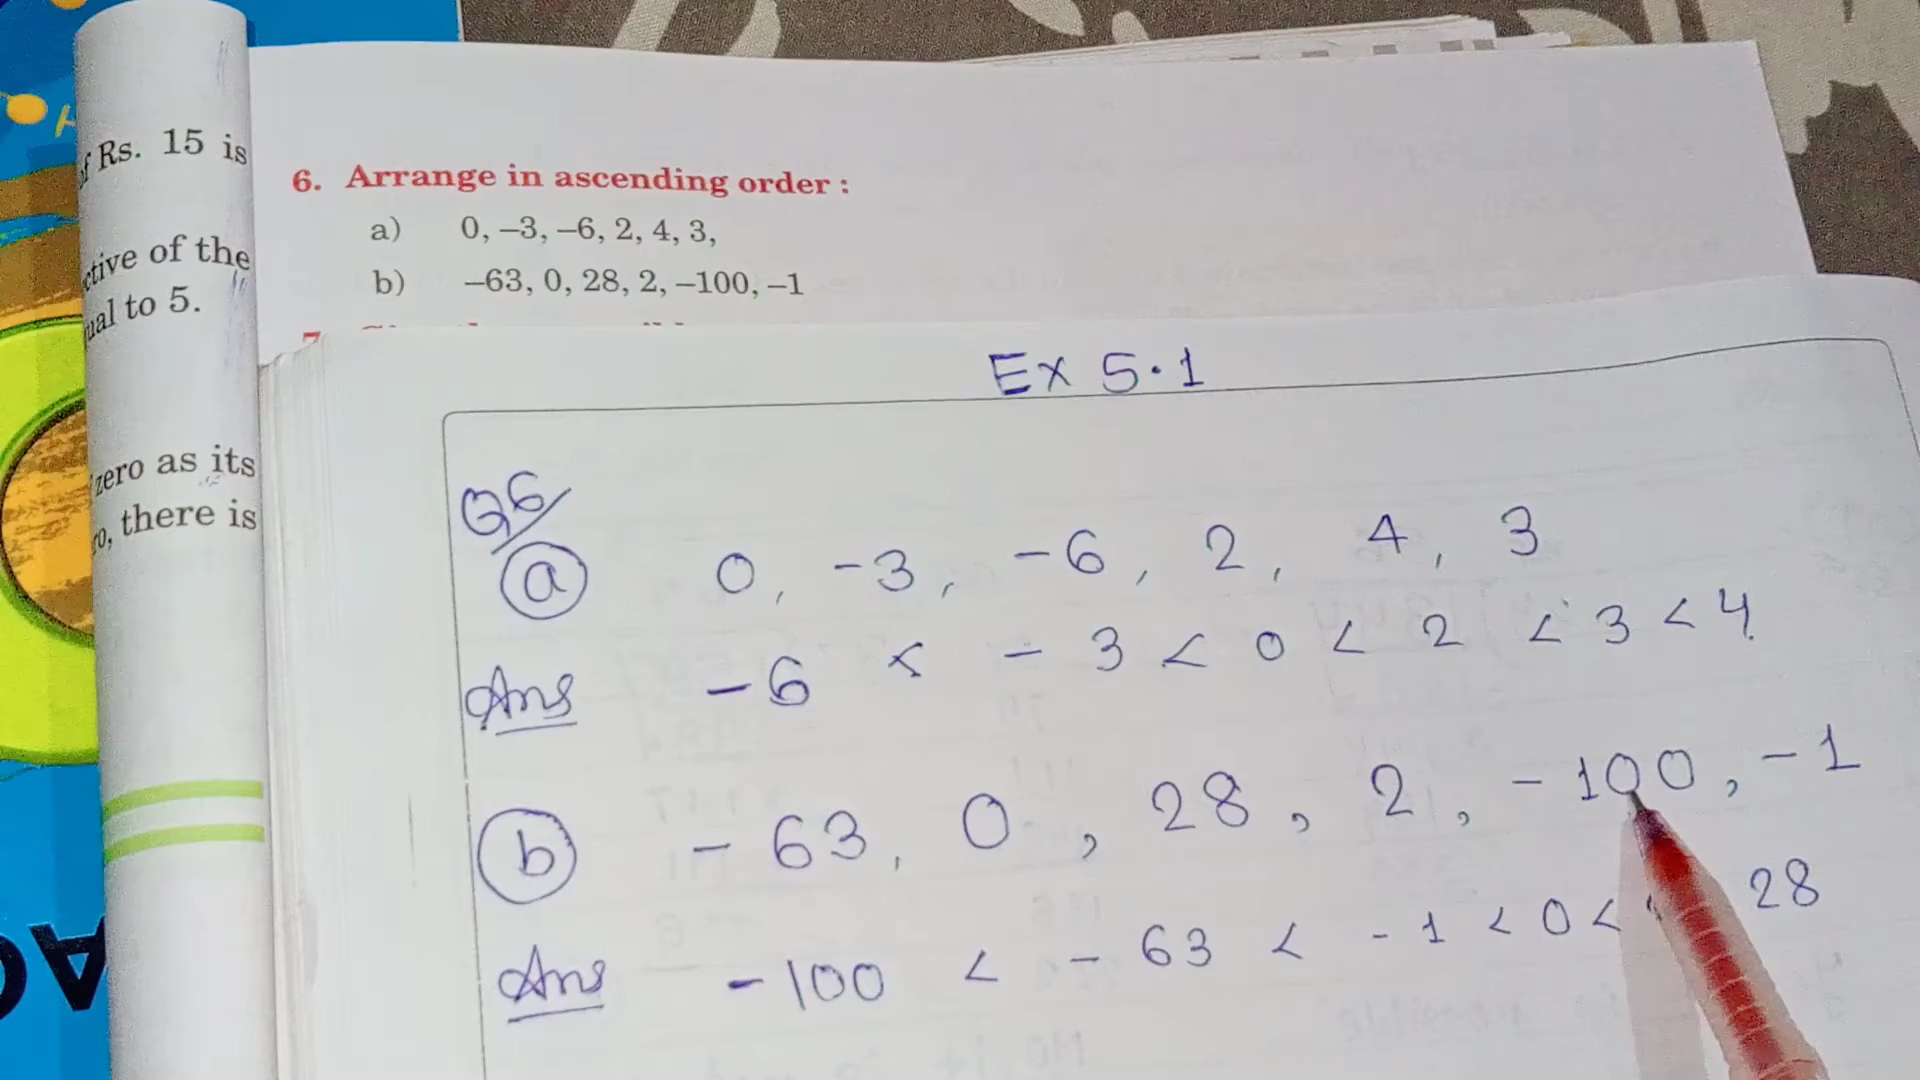 Rs. 15 is
ctive of the
ual to 5.
zero as its
there is
6. Arrange in ascending order :
a) 0, –3, –6, 2, 4, 3,
b) –63, 0, 28, 2, –100, –1
Ex 5.1
Q6
(a) 0, -3, -6, 2, 4, 3
Ans -6 < -3 < 0 < 2 < 3 < 4
(b) -63, 0, 28, 2, -100, -1
Ans -100 < -63 < -1 < 0 < 28